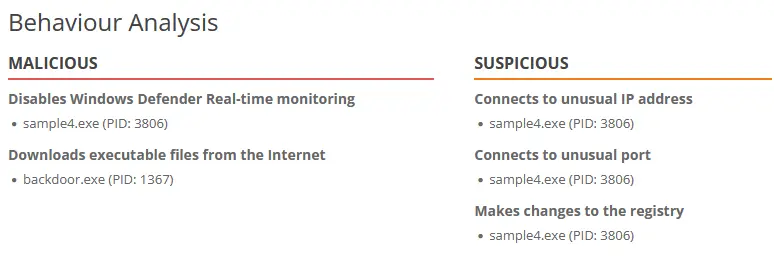 Behaviour Analysis
MALICIOUS
Disables Windows Defender Real-time monitoring
• sample4.exe (PID: 3806)
Downloads executable files from the Internet
• backdoor.exe (PID: 1367)
SUSPICIOUS
Connects to unusual IP address
• sample4.exe (PID: 3806)
Connects to unusual port
• sample4.exe (PID: 3806)
Makes changes to the registry
• sample4.exe (PID: 3806)